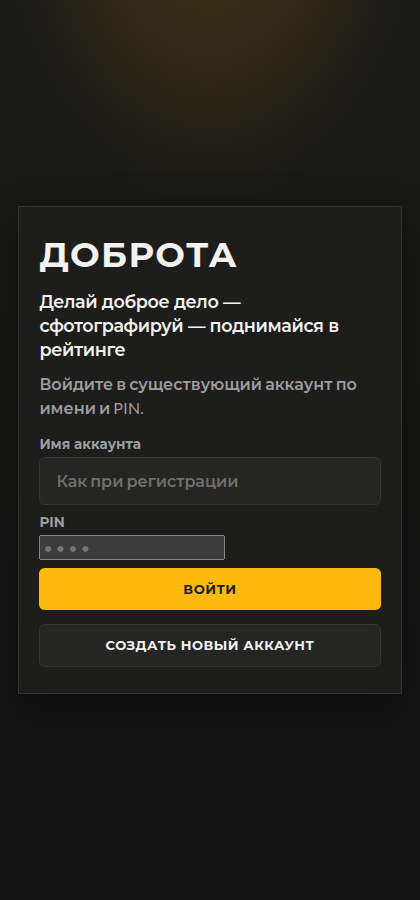 ДОБРОТА
Делай доброе дело —
сфотографируй — поднимайся в
рейтинге
Войдите в существующий аккаунт по
имени и PIN.
Имя аккаунта
Как при регистрации
PIN
••••
ВОЙТИ
СОЗДАТЬ НОВЫЙ АККАУНТ